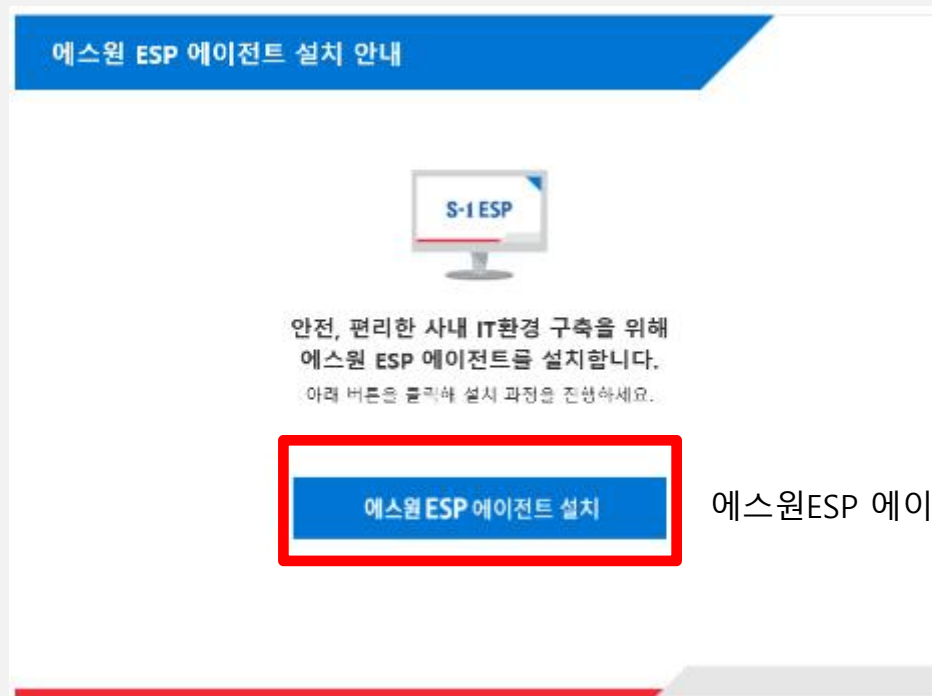 에스원 ESP 에이전트 설치 안내
S-1 ESP
안전, 편리한 사내 IT환경 구축을 위해
에스원 ESP 에이전트를 설치합니다.
아래 버튼을 클릭해 설치 과정을 진행하세요.
에스원 ESP 에이전트 설치
에스원ESP 에이